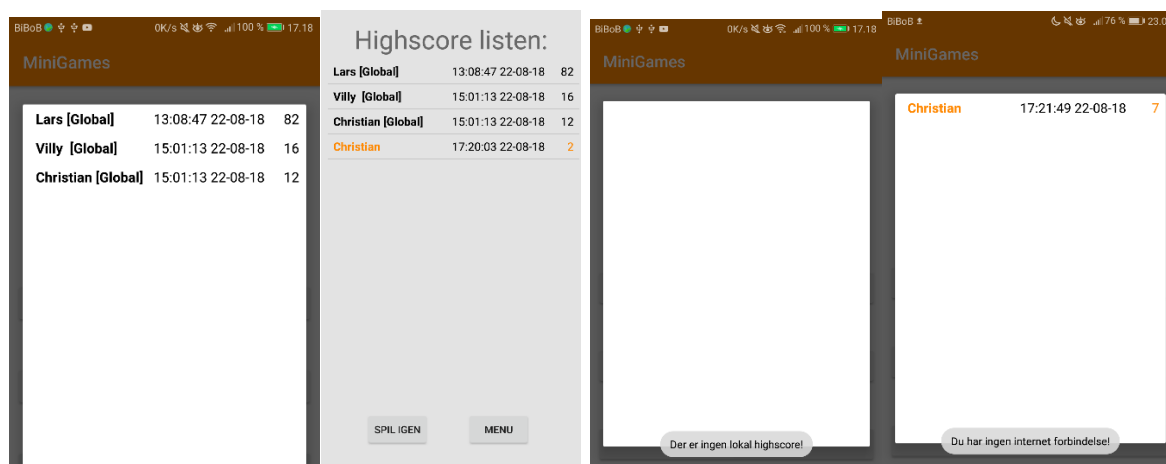 BiBoB 0K/s 100 % 17.18
MiniGames
Lars [Global] 13:08:47 22-08-18 82
Villy [Global] 15:01:13 22-08-18 16
Christian [Global] 15:01:13 22-08-18 12
Highscore listen:
Lars [Global] 13:08:47 22-08-18 82
Villy [Global] 15:01:13 22-08-18 16
Christian [Global] 15:01:13 22-08-18 12
Christian 17:20:03 22-08-18 2
SPIL IGEN MENU
BiBoB 0K/s 100 % 17.18
MiniGames
Der er ingen lokal highscore!
BiBoB 76 % 23.0
MiniGames
Christian 17:21:49 22-08-18 7
Du har ingen internet forbindelse!